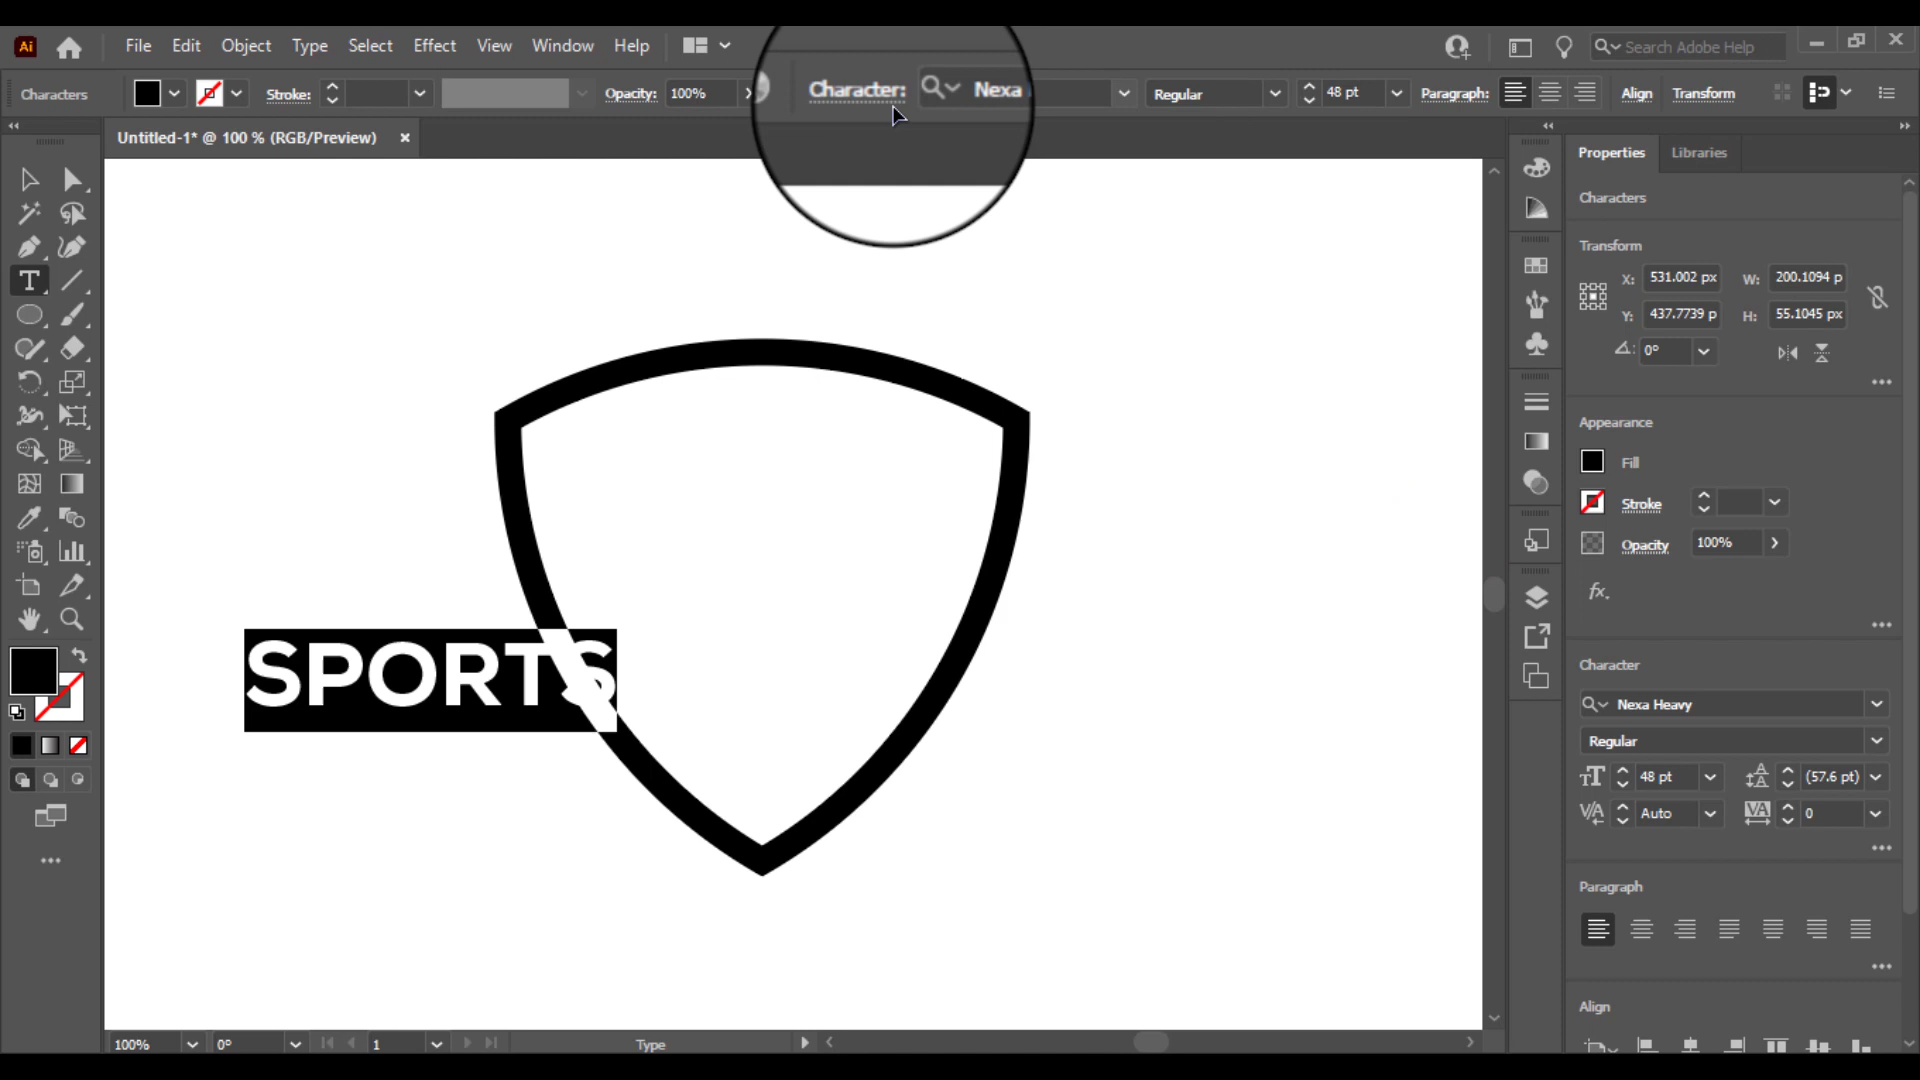 Ai File Edit Object Type Select Effect View Window Help Search Adobe Help
Characters Stroke: Opacity: 100% Character: Nexa Regular 48 pt Paragraph: Align Transform
Untitled-1* @ 100 % (RGB/Preview) ×
Properties Libraries
Characters
Transform
X: 531.002 px W: 200.1094 p
Y: 437.7739 p H: 55.1045 px
0°
Appearance
Fill
Stroke
Opacity 100%
fx.
SPORTS
Character
Nexa Heavy
Regular
48 pt (57.6 pt)
Auto 0
Paragraph
Align
100% 0° 1 Type